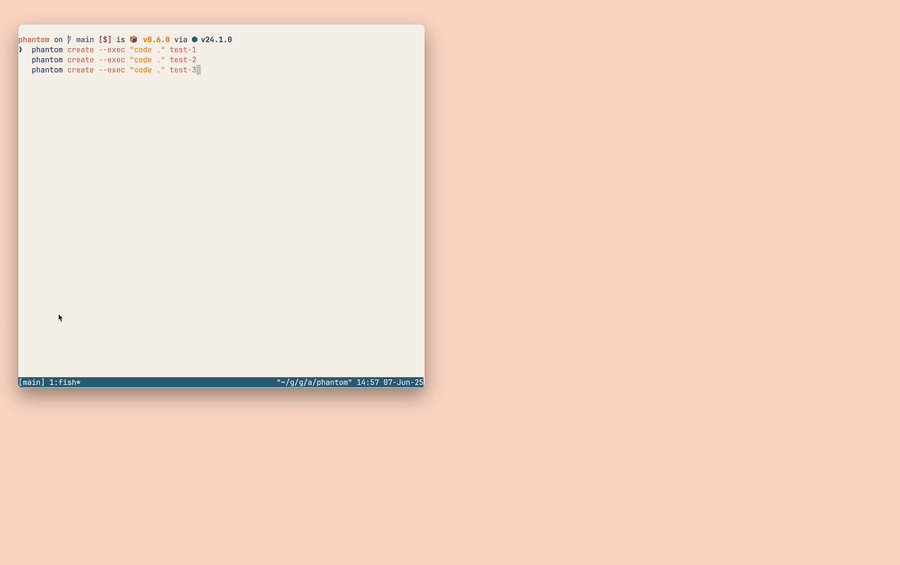 phantom on main [$] is 📦 v0.6.0 via ⬢ v24.1.0
❯ phantom create --exec "code ." test-1
phantom create --exec "code ." test-2
phantom create --exec "code ." test-3
[main] 1:fish* "~/g/g/a/phantom" 14:57 07-Jun-25